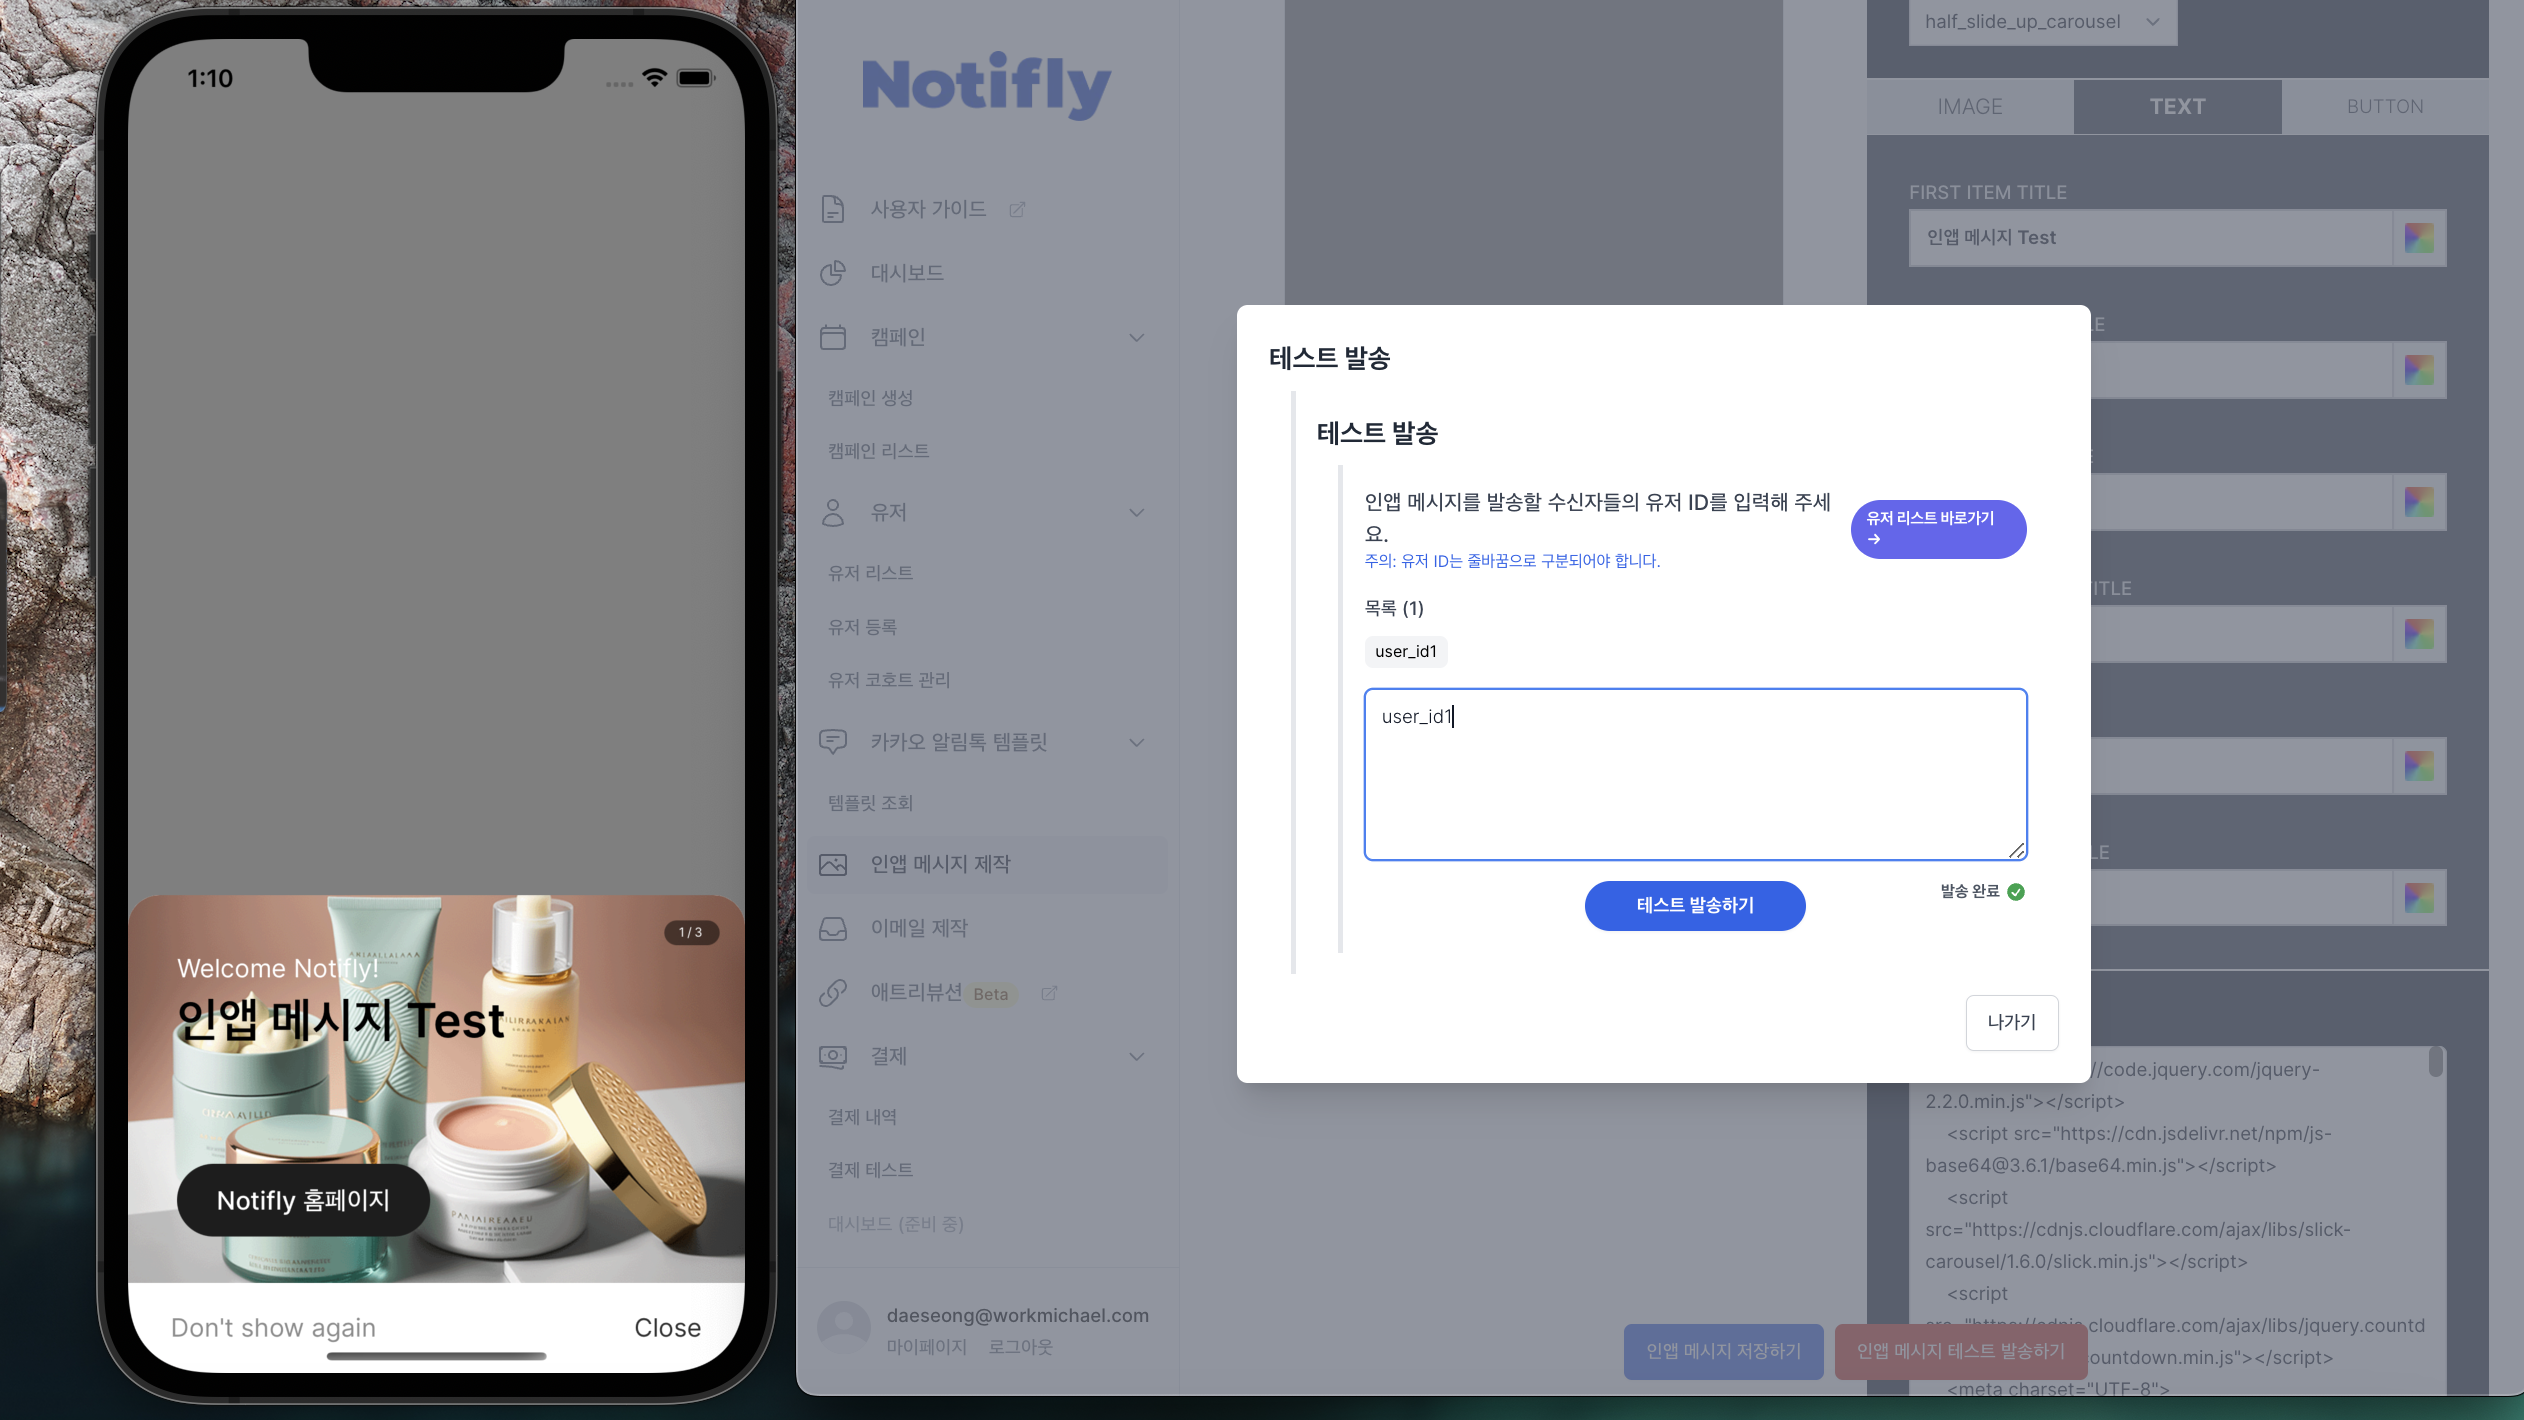 1:10
1 / 3
Welcome Notifly!
인앱 메시지 Test
Notifly 홈페이지
Don't show again
Close
Notifly
사용자 가이드
대시보드
캠페인
캠페인 생성
캠페인 리스트
유저
유저 리스트
유저 등록
유저 코호트 관리
카카오 알림톡 템플릿
템플릿 조회
인앱 메시지 제작
이메일 제작
애트리뷰션 Beta
결제
결제 내역
결제 테스트
대시보드 (준비 중)
daeseong@workmichael.com
마이페이지 로그아웃
half_slide_up_carousel
IMAGE
TEXT
BUTTON
FIRST ITEM TITLE
인앱 메시지 Test
테스트 발송
테스트 발송
인앱 메시지를 발송할 수신자들의 유저 ID를 입력해 주세
요.
주의: 유저 ID는 줄바꿈으로 구분되어야 합니다.
유저 리스트 바로가기
→
목록 (1)
user_id1
user_id1
테스트 발송하기
발송 완료
나가기
//code.jquery.com/jquery-
2.2.0.min.js"></script>
<script src="https://cdn.jsdelivr.net/npm/js-
base64@3.6.1/base64.min.js"></script>
<script
src="https://cdnjs.cloudflare.com/ajax/libs/slick-
carousel/1.6.0/slick.min.js"></script>
<script
src="https://cdnjs.cloudflare.com/ajax/libs/jquery.countd
ountdown.min.js"></script>
<meta charset="UTF-8">
인앱 메시지 저장하기
인앱 메시지 테스트 발송하기